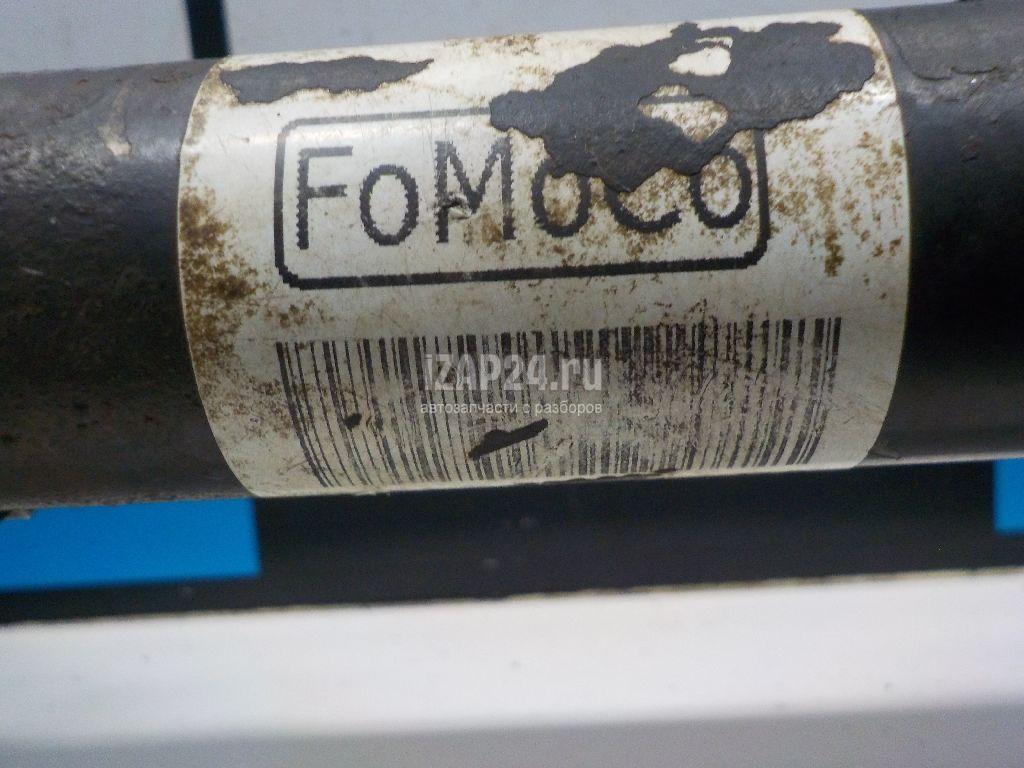 FoMoCo
iZAP24.ru
автозапчасти с разборов